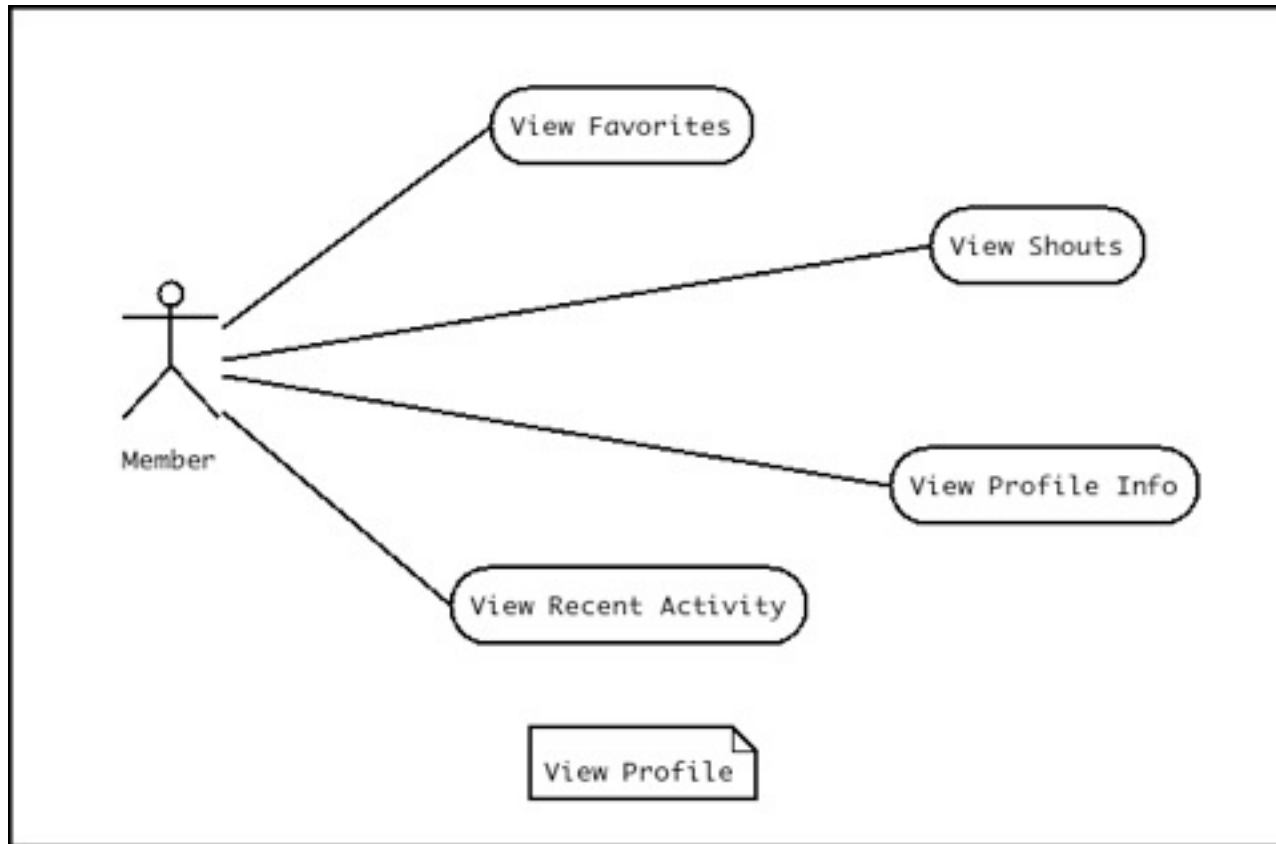 View Favorites
View Shouts
Member
View Profile Info
View Recent Activity
View Profile